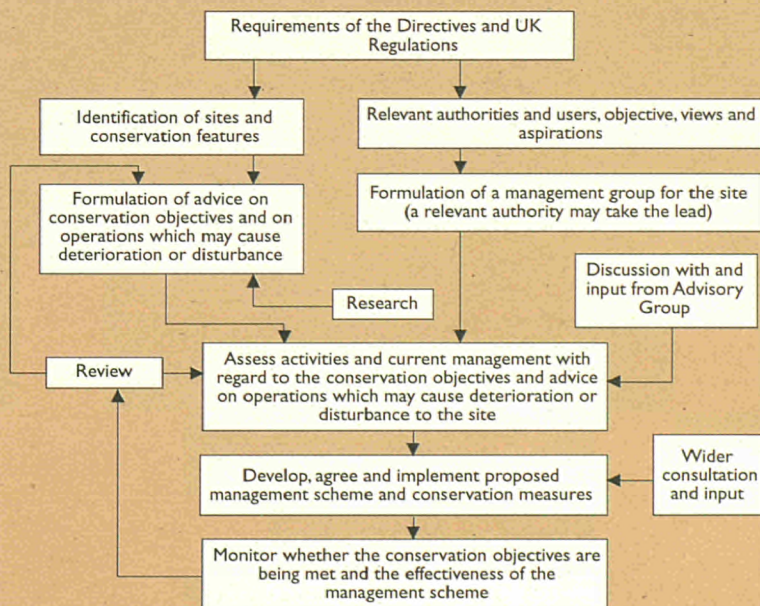 Requirements of the Directives and UK
Regulations
Identification of sites and
conservation features
Relevant authorities and users, objective, views and
aspirations
Formulation of advice on
conservation objectives and on
operations which may cause
deterioration or disturbance
Formulation of a management group for the site
(a relevant authority may take the lead)
Discussion with and
input from Advisory
Group
Research
Review
Assess activities and current management with
regard to the conservation objectives and advice
on operations which may cause deterioration or
disturbance to the site
Wider
consultation
and input
Develop, agree and implement proposed
management scheme and conservation measures
Monitor whether the conservation objectives are
being met and the effectiveness of the
management scheme